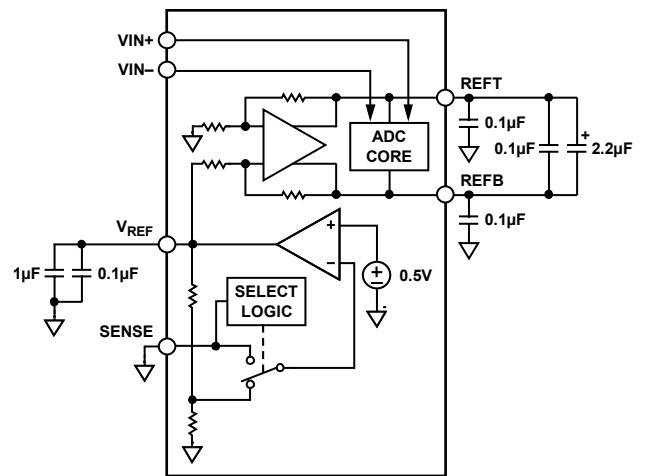 VIN+
VIN–
REFT
ADC
CORE
0.1µF
0.1µF
+
2.2µF
REFB
0.1µF
VREF
1µF
0.1µF
+
–
+
–
0.5V
SELECT
LOGIC
SENSE